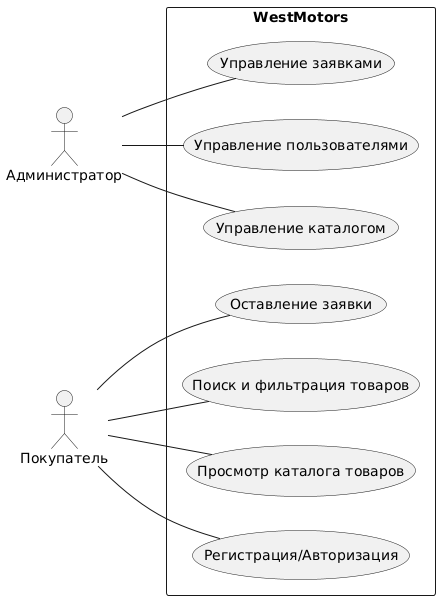 WestMotors
Управление заявками
Управление пользователями
Администратор
Управление каталогом
Оставление заявки
Поиск и фильтрация товаров
Покупатель
Просмотр каталога товаров
Регистрация/Авторизация